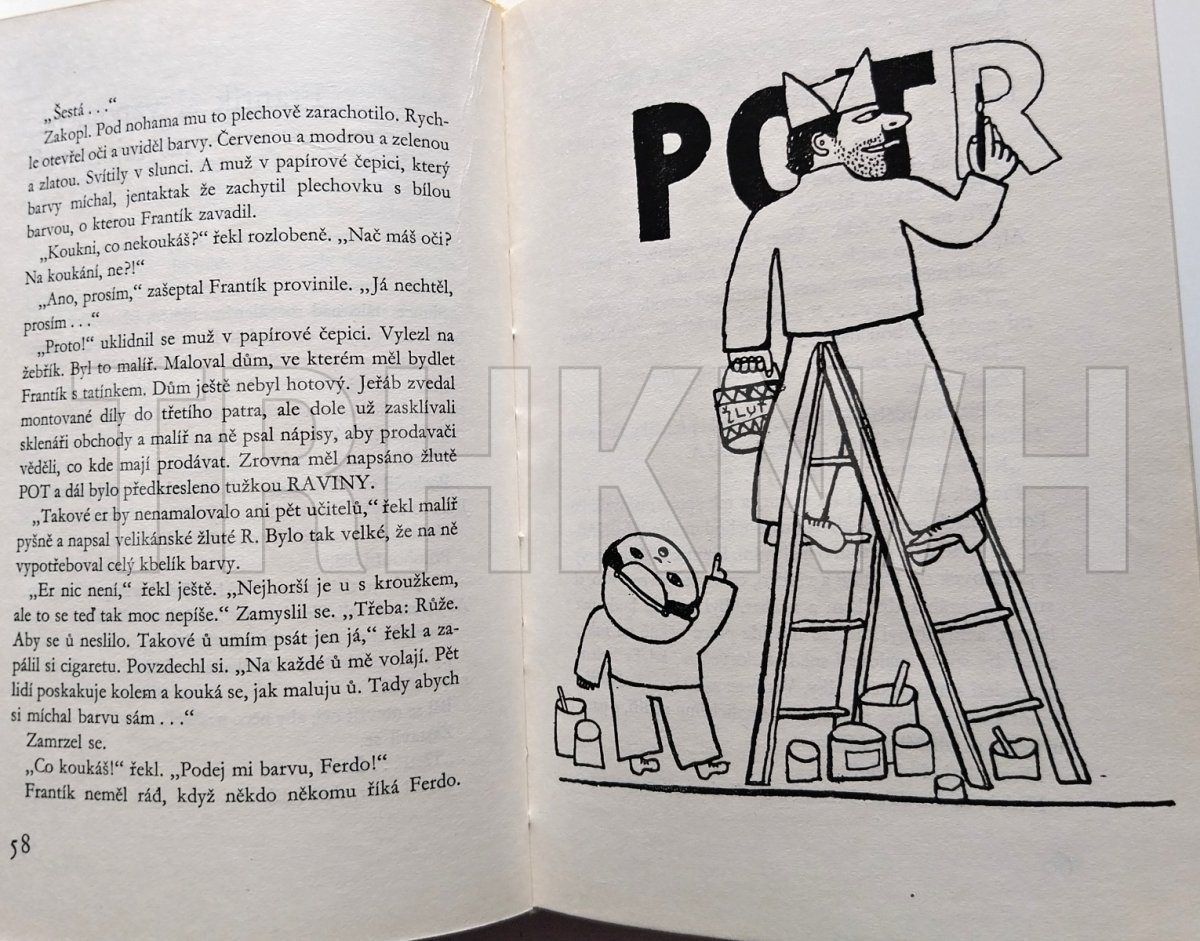 „Šestá . . .“
Zakopl. Pod nohama mu to plechově zarachotilo. Rych-
le otevřel oči a uviděl barvy. Červenou a modrou a zelenou
a zlatou. Svítily v slunci. A muž v papírové čepici, který
barvy míchal, jentaktak že zachytil plechovku s bílou
barvou, o kterou Frantík zavadil.
„Koukni, co nekoukáš?“ řekl rozlobeně. „Nač máš oči?
Na koukání, ne?!“
„Ano, prosím,“ zašeptal Frantík provinile. „Já nechtěl,
prosím . . .“
„Proto!“ uklidnil se muž v papírové čepici. Vylezl na
žebřík. Byl to malíř. Maloval dům, ve kterém měl bydlet
Frantík s tatínkem. Dům ještě nebyl hotový. Jeřáb zvedal
montované díly do třetího patra, ale dole už zasklívali
sklenáři obchody a malíř na ně psal nápisy, aby prodavači
věděli, co kde mají prodávat. Zrovna měl napsáno žlutě
POT a dál bylo předkresleno tužkou RAVINY.
„Takové er by nenamalovalo ani pět učitelů,“ řekl malíř
pyšně a napsal velikánské žluté R. Bylo tak velké, že na ně
vypotřeboval celý kbelík barvy.
„Er nic není,“ řekl ještě. „Nejhorší je u s kroužkem,
ale to se teď tak moc nepíše.“ Zamyslil se. „Třeba: Růže.
Aby se ů neslilo. Takové ů umím psát jen já,“ řekl a za-
pálil si cigaretu. Povzdechl si. „Na každé ů mě volají. Pět
lidí poskakuje kolem a kouká se, jak maluju ů. Tady abych
si míchal barvu sám . . .“
Zamrzel se.
„Co koukáš!“ řekl. „Podej mi barvu, Ferdo!“
Frantík neměl rád, když někdo někomu říká Ferdo.
58
POTR
ŽLUŤ
TRHKNIH